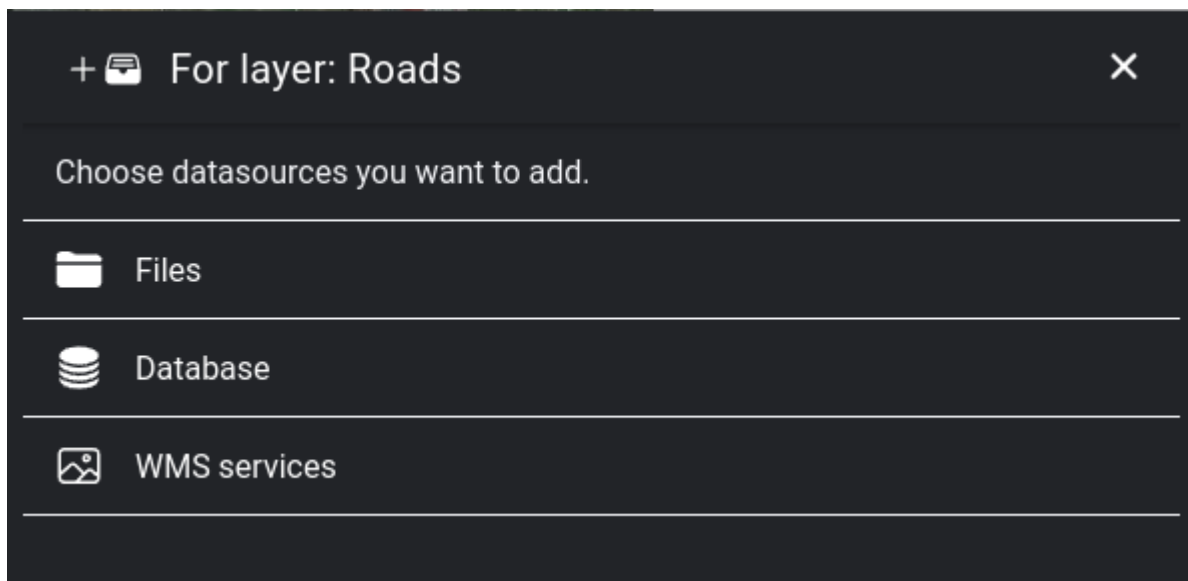 For layer: Roads
Choose datasources you want to add.
Files
Database
WMS services